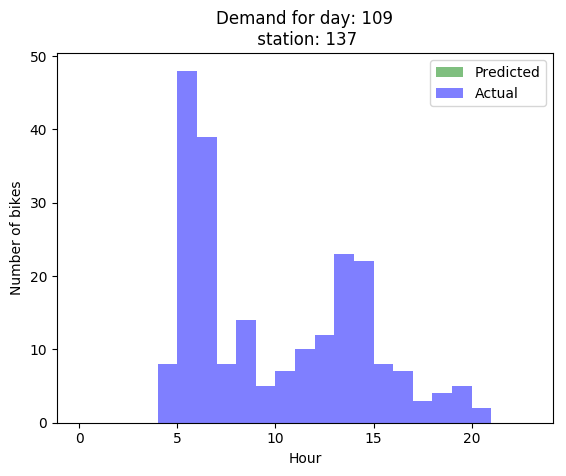 Demand for day: 109
station: 137
Predicted
Actual
50
40
30
20
10
0
Number of bikes
0 5 10 15 20
Hour